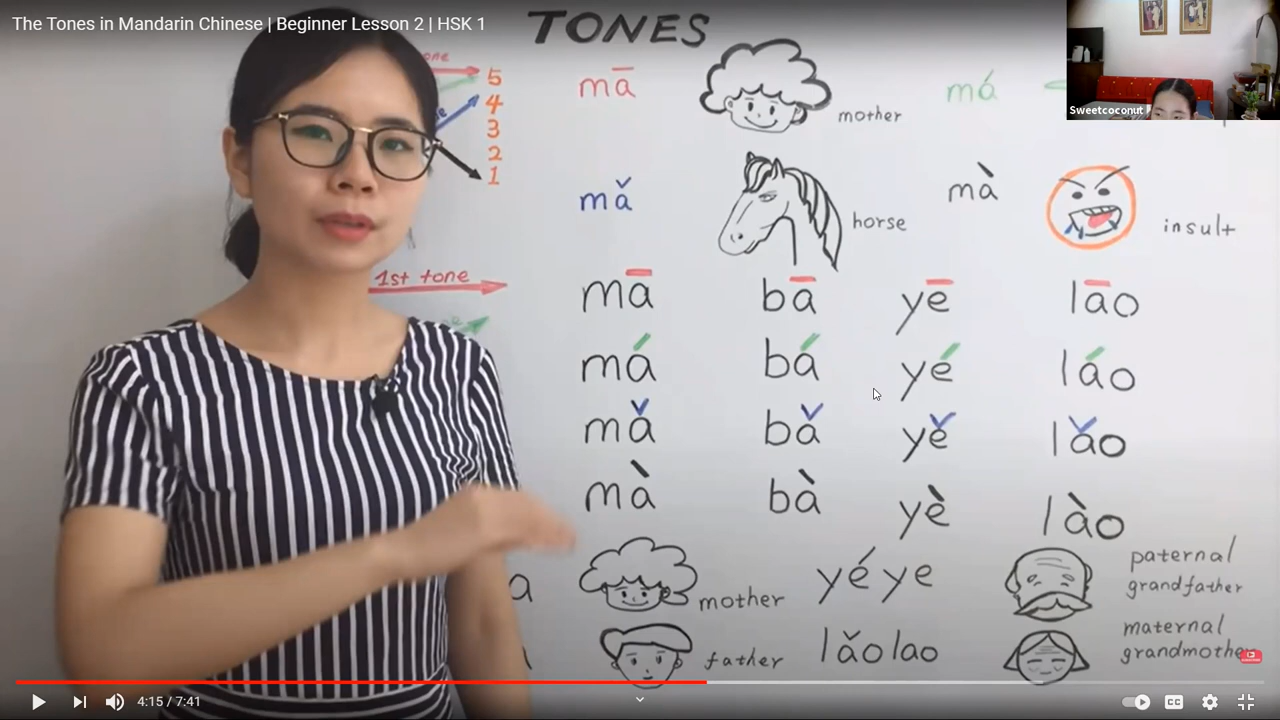 The Tones in Mandarin Chinese | Beginner Lesson 2 | HSK 1
TONES
5
4
3
2
1
mā
mother
má
Sweetcoconut
mǎ
horse
mà
insult
1st tone
mā bā yē lāo
má bá yé láo
mǎ bǎ yě lǎo
mà bà yè lào
mother
yéye
paternal
grandfather
father
lǎolao
maternal
grandmother
4:15 / 7:41
CC